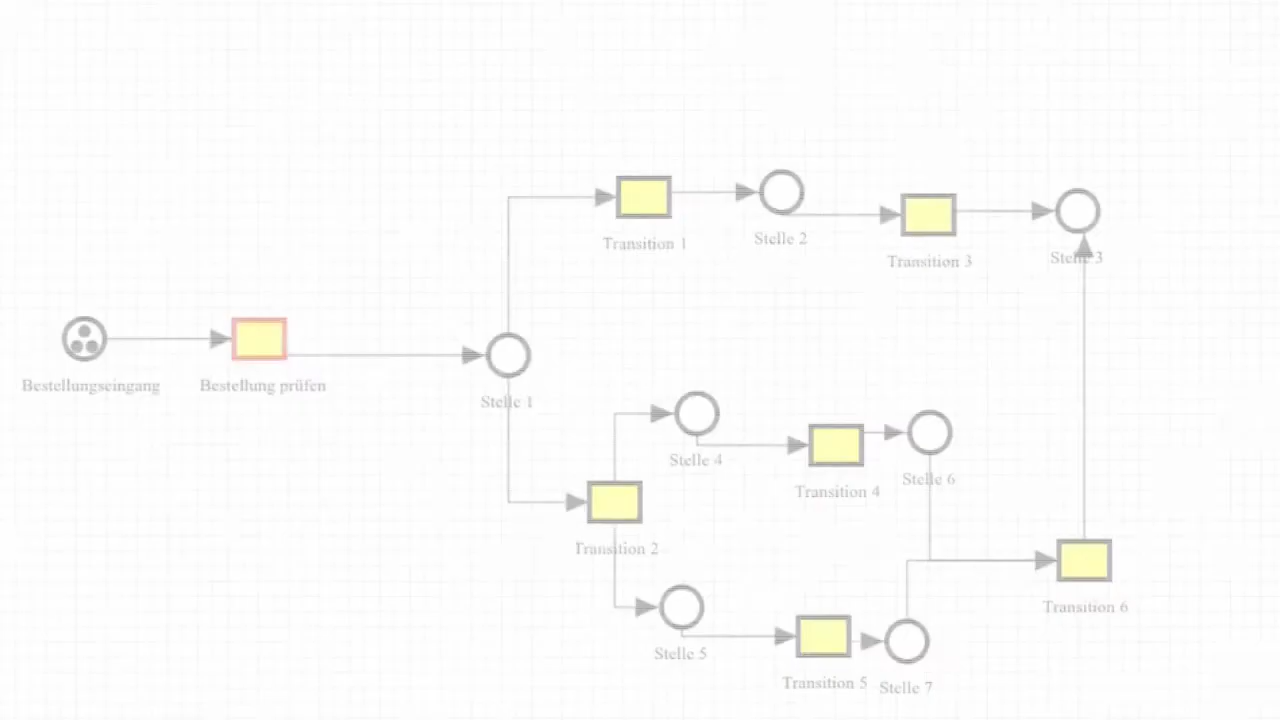 Transition 1
Stelle 2
Transition 3
Stelle 3
Bestellungseingang
Bestellung prüfen
Stelle 1
Stelle 4
Transition 4
Stelle 6
Transition 2
Stelle 5
Transition 5
Stelle 7
Transition 6